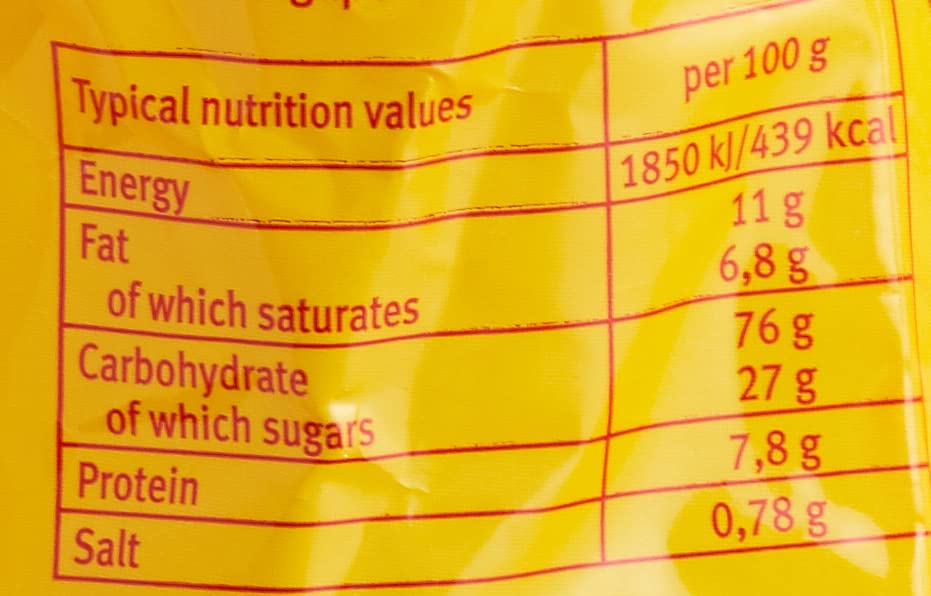 Typical nutrition values per 100 g
Energy 1850 kJ/439 kcal
Fat 11 g
of which saturates 6,8 g
Carbohydrate 76 g
of which sugars 27 g
Protein 7,8 g
Salt 0,78 g